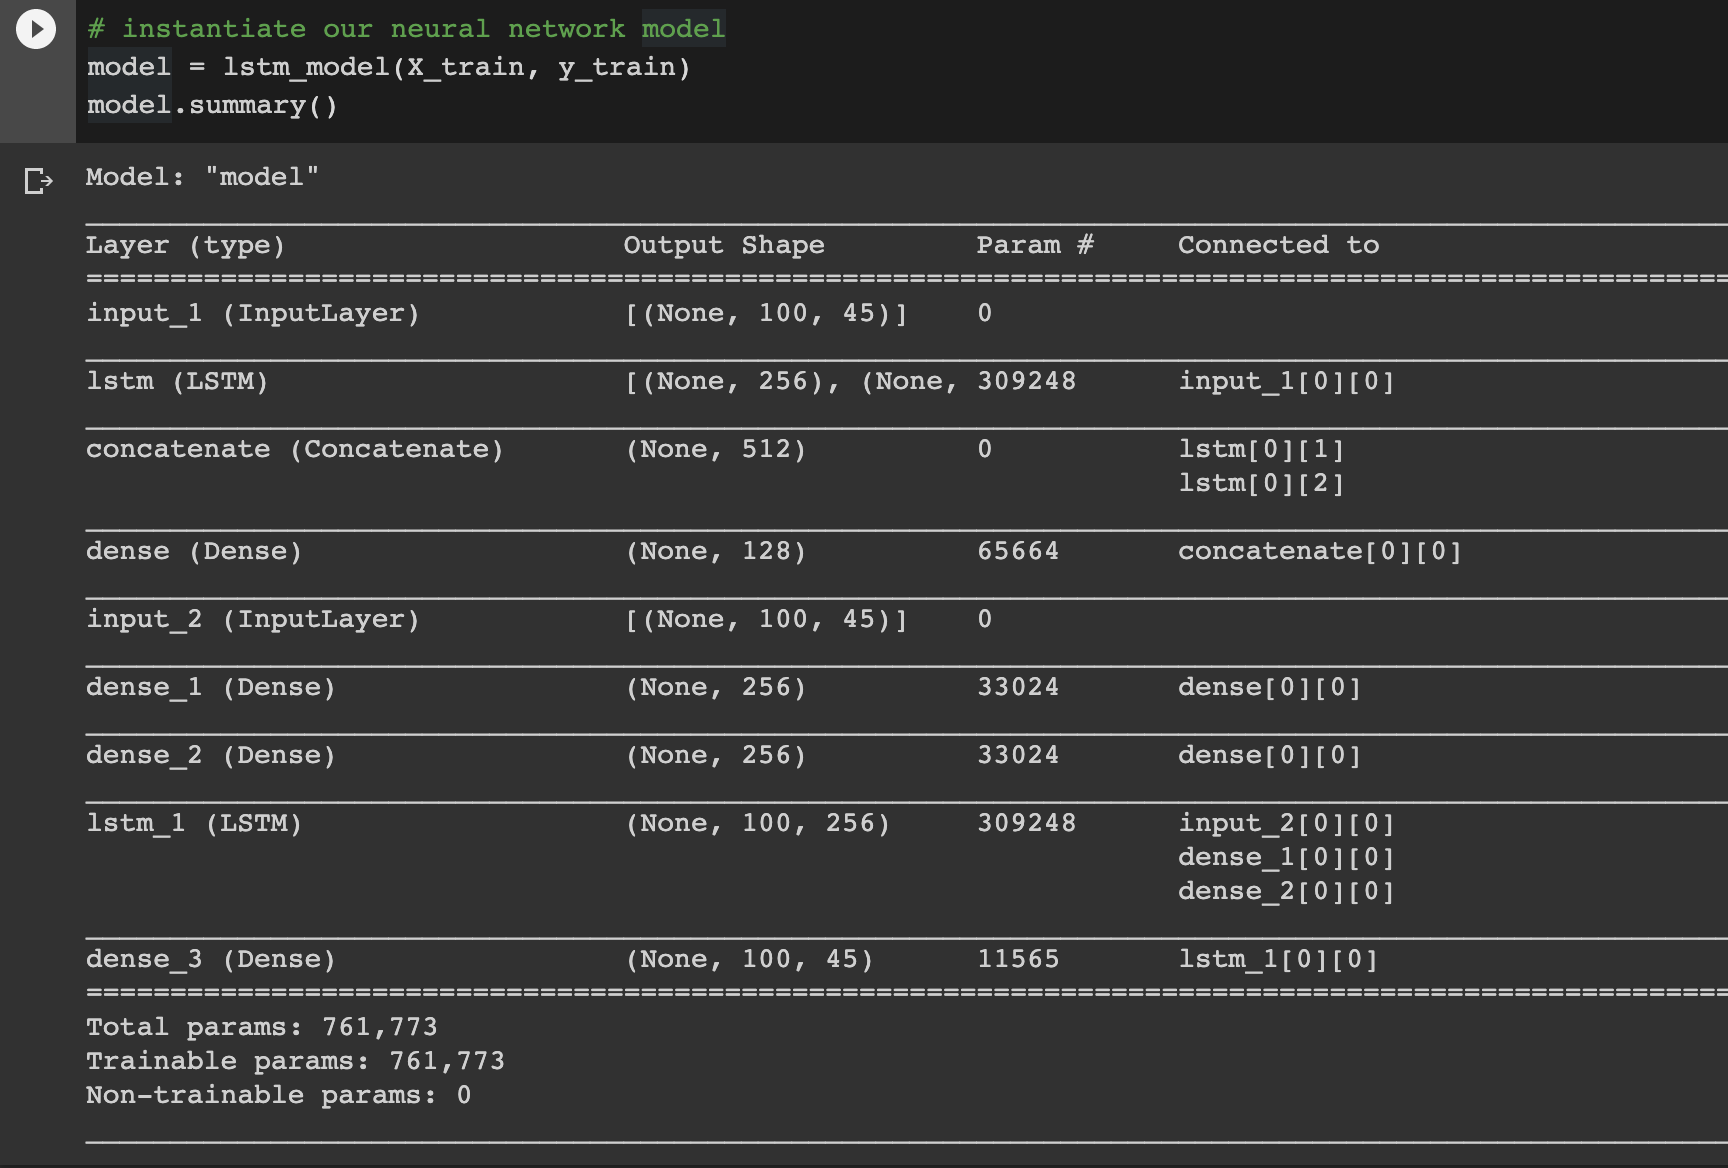 # instantiate our neural network model
model = lstm_model(X_train, y_train)
model.summary()
Model: "model"
Layer (type) Output Shape Param # Connected to
input_1 (InputLayer) [(None, 100, 45)] 0
lstm (LSTM) [(None, 256), (None, 309248 input_1[0][0]
concatenate (Concatenate) (None, 512) 0 lstm[0][1]
lstm[0][2]
dense (Dense) (None, 128) 65664 concatenate[0][0]
input_2 (InputLayer) [(None, 100, 45)] 0
dense_1 (Dense) (None, 256) 33024 dense[0][0]
dense_2 (Dense) (None, 256) 33024 dense[0][0]
lstm_1 (LSTM) (None, 100, 256) 309248 input_2[0][0]
dense_1[0][0]
dense_2[0][0]
dense_3 (Dense) (None, 100, 45) 11565 lstm_1[0][0]
Total params: 761,773
Trainable params: 761,773
Non-trainable params: 0